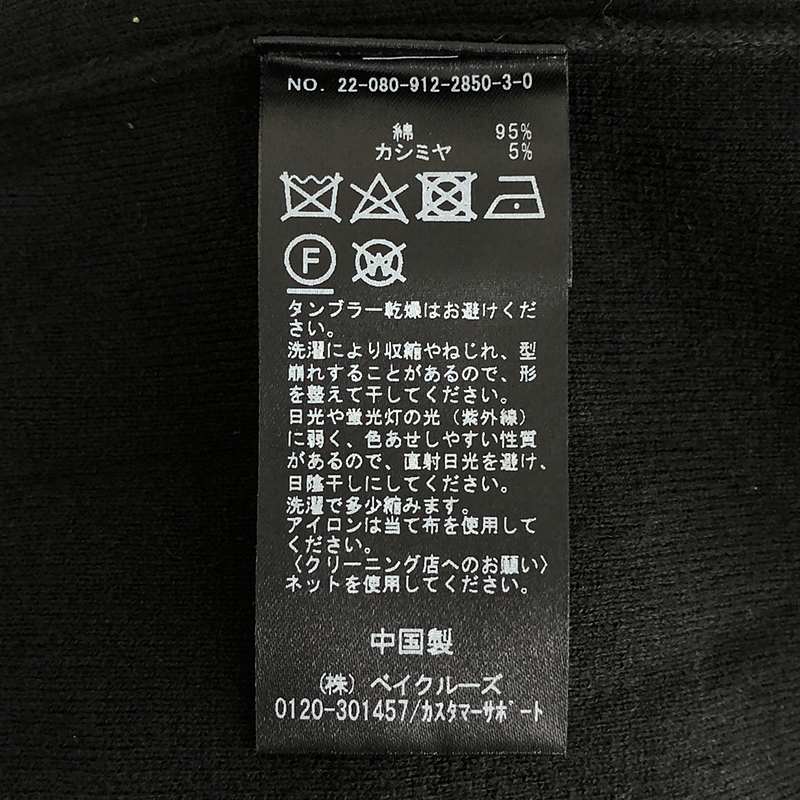 NO. 22-080-912-2850-3-0
綿 95%
カシミヤ 5%
F
W
タンブラー乾燥はお避けくだ
さい。
洗濯により収縮やねじれ、型
崩れすることがあるので、形
を整えて干してください。
日光や蛍光灯の光（紫外線）
に弱く、色あせしやすい性質
があるので、直射日光を避け、
日陰干しにしてください。
洗濯で多少縮みます。
アイロンは当て布を使用して
ください。
〈クリーニング店へのお願い〉
ネットを使用してください。
中国製
（株）ベイクルーズ
0120-301457/カスタマーサポート